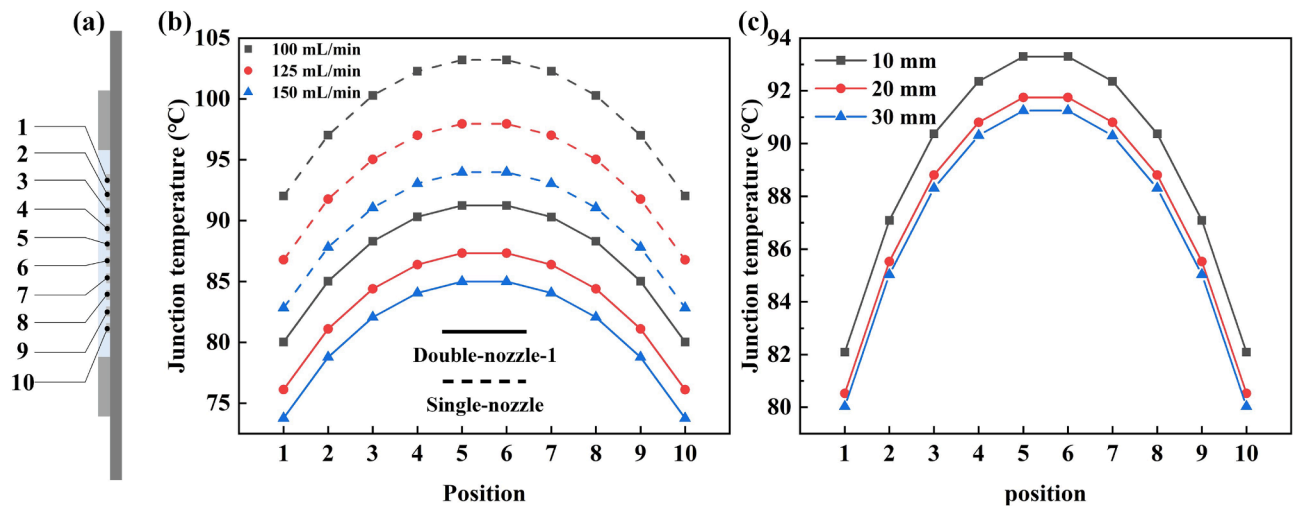 (a)
1
2
3
4
5
6
7
8
9
10
(b)
Junction temperature (℃)
105
100
95
90
85
80
75
100 mL/min
125 mL/min
150 mL/min
Double-nozzle-1
Single-nozzle
1 2 3 4 5 6 7 8 9 10
Position
(c)
Junction temperature (℃)
94
92
90
88
86
84
82
80
10 mm
20 mm
30 mm
1 2 3 4 5 6 7 8 9 10
position